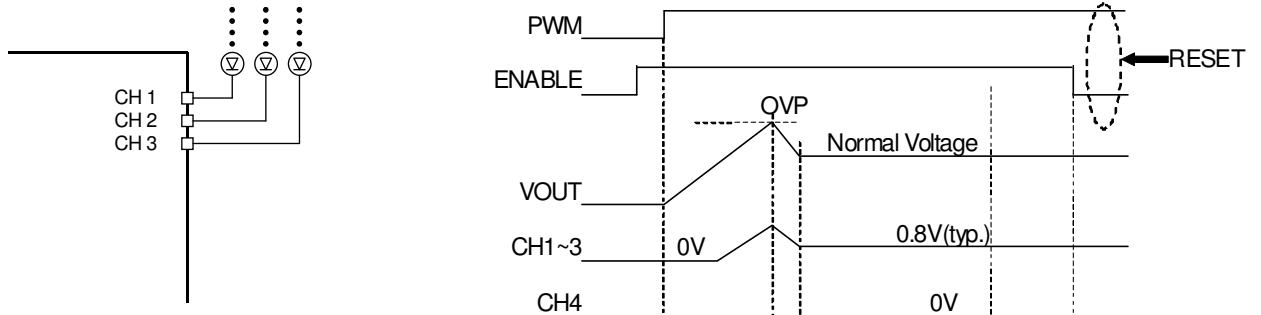 CH 1
CH 2
CH 3
PWM
RESET
ENABLE
OVP
Normal Voltage
VOUT
CH1~3
0V
0.8V(typ.)
CH4
0V